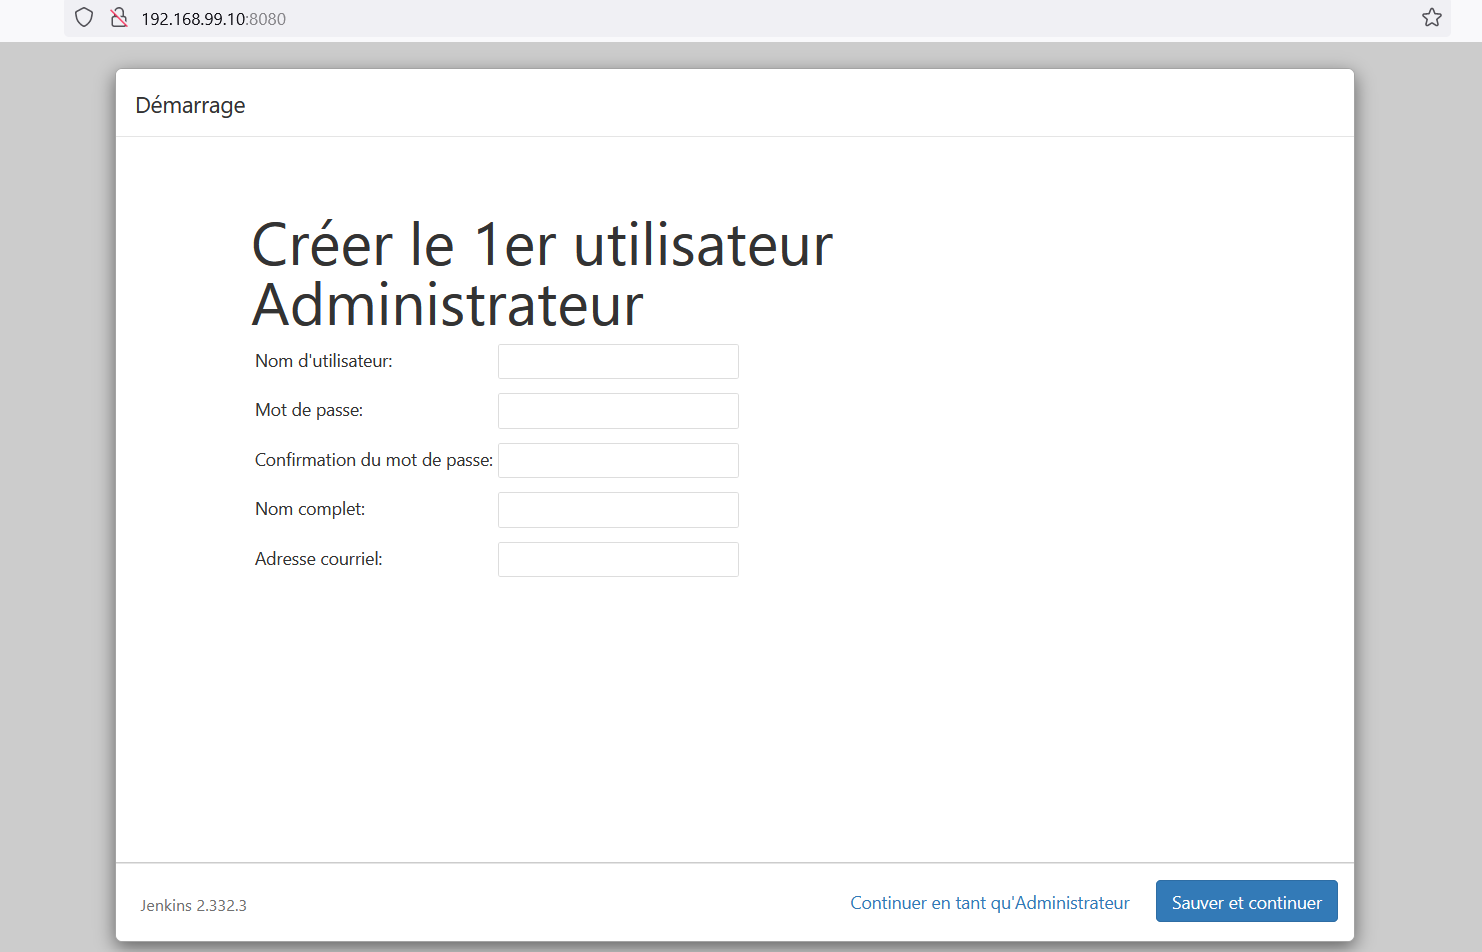 192.168.99.10:8080
Démarrage
Créer le 1er utilisateur
Administrateur
Nom d'utilisateur:
Mot de passe:
Confirmation du mot de passe:
Nom complet:
Adresse courriel:
Jenkins 2.332.3
Continuer en tant qu'Administrateur
Sauver et continuer